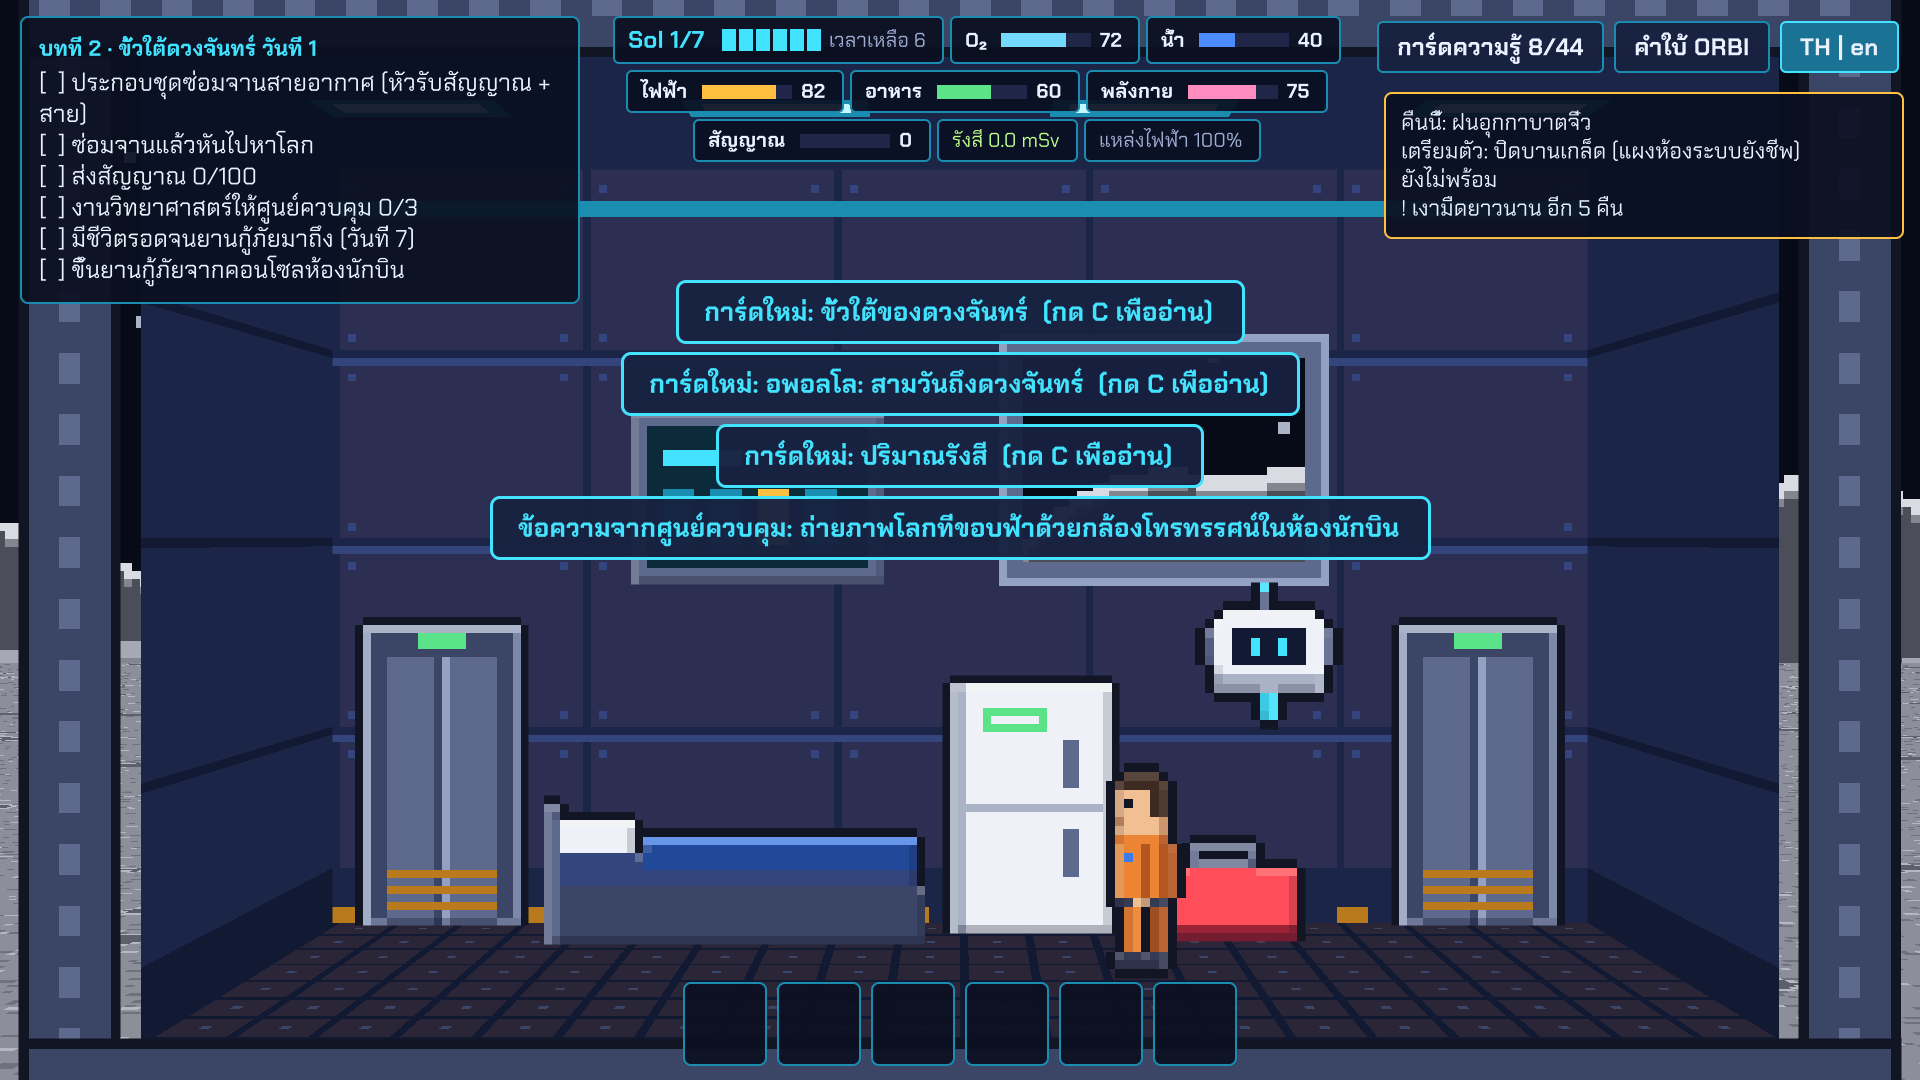 บทที่ 2 · ขั้วใต้ดวงจันทร์ วันที่ 1
[ ] ประกอบชุดซ่อมจานสายอากาศ (หัวรับสัญญาณ +
สาย)
[ ] ซ่อมจานแล้วหันไปหาโลก
[ ] ส่งสัญญาณ 0/100
[ ] งานวิทยาศาสตร์ให้ศูนย์ควบคุม 0/3
[ ] มีชีวิตรอดจนยานกู้ภัยมาถึง (วันที่ 7)
[ ] ขึ้นยานกู้ภัยจากคอนโซลห้องนักบิน
Sol 1/7 เวลาเหลือ 6
O₂ 72
น้ำ 40
ไฟฟ้า 82
อาหาร 60
พลังกาย 75
สัญญาณ 0
รังสี 0.0 mSv
แหล่งไฟฟ้า 100%
การ์ดความรู้ 8/44
คำใบ้ ORBI
TH | en
คืนนี้: ฝนอุกกาบาตจิ๋ว
เตรียมตัว: ปิดบานเกล็ด (แผงห้องระบบยังชีพ)
ยังไม่พร้อม
! เงามืดยาวนาน อีก 5 คืน
การ์ดใหม่: ขั้วใต้ของดวงจันทร์ (กด C เพื่ออ่าน)
การ์ดใหม่: อพอลโล: สามวันถึงดวงจันทร์ (กด C เพื่ออ่าน)
การ์ดใหม่: ปริมาณรังสี (กด C เพื่ออ่าน)
ข้อความจากศูนย์ควบคุม: ถ่ายภาพโลกที่ขอบฟ้าด้วยกล้องโทรทรรศน์ในห้องนักบิน